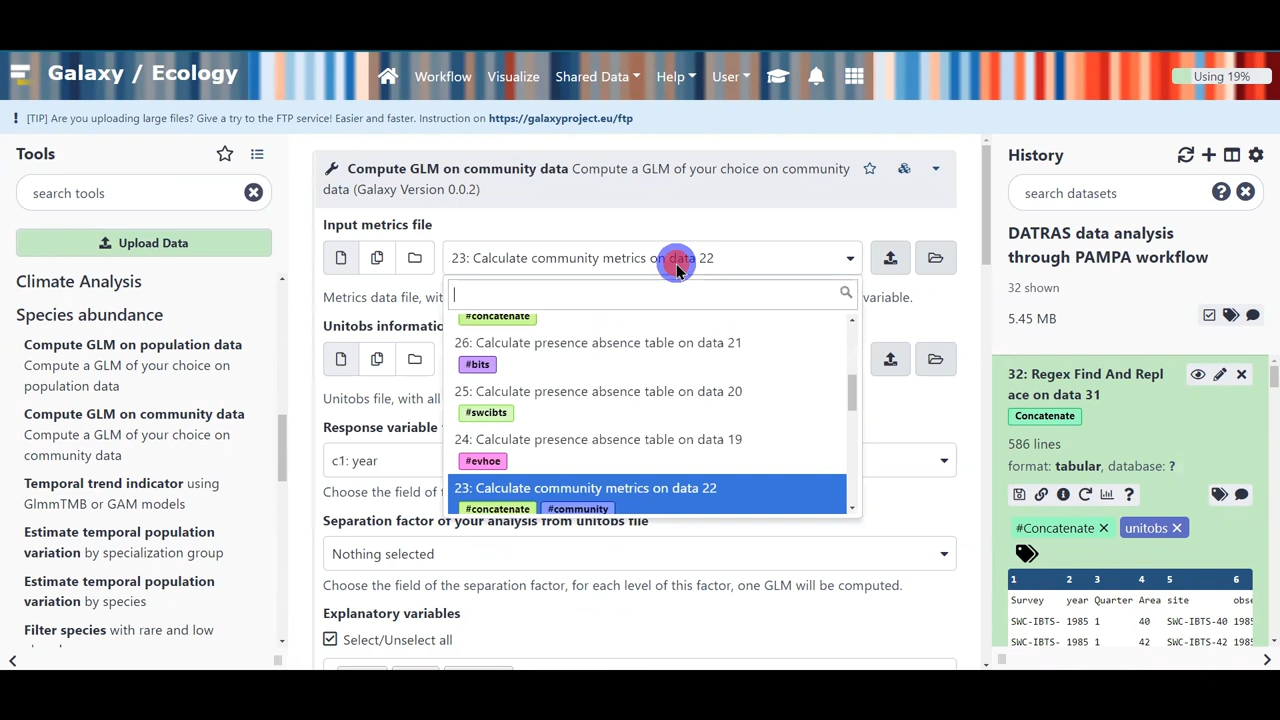 Galaxy / Ecology
Workflow
Visualize
Shared Data
Help
User
Using 19%
! [TIP] Are you uploading large files? Give a try to the FTP service! Easier and faster. Instruction on https://galaxyproject.eu/ftp
Tools
search tools
Upload Data
Climate Analysis
Species abundance
Compute GLM on population data
Compute a GLM of your choice on
population data
Compute GLM on community data
Compute a GLM of your choice on
community data
Temporal trend indicator using
GlmmTMB or GAM models
Estimate temporal population
variation by specialization group
Estimate temporal population
variation by species
Filter species with rare and low
Compute GLM on community data Compute a GLM of your choice on community
data (Galaxy Version 0.0.2)
Input metrics file
23: Calculate community metrics on data 22
Metrics data file, wit
variable.
#concatenate
26: Calculate presence absence table on data 21
#bits
25: Calculate presence absence table on data 20
#swcibts
24: Calculate presence absence table on data 19
#evhoe
23: Calculate community metrics on data 22
#concatenate #community
Unitobs informatio
Unitobs file, with all
Response variable
c1: year
Choose the field of
Separation factor of your analysis from unitobs file
Nothing selected
Choose the field of the separation factor, for each level of this factor, one GLM will be computed.
Explanatory variables
Select/Unselect all
History
search datasets
DATRAS data analysis
through PAMPA workflow
32 shown
5.45 MB
32: Regex Find And Repl
ace on data 31
Concatenate
586 lines
format: tabular, database: ?
#Concatenate
unitobs
1 2 3 4 5 6
Survey year Quarter Area site obse
SWC-IBTS- 1985 1 40 SWC-IBTS-40 1985
SWC-IBTS- 1985 1 42 SWC-IBTS-42 1985